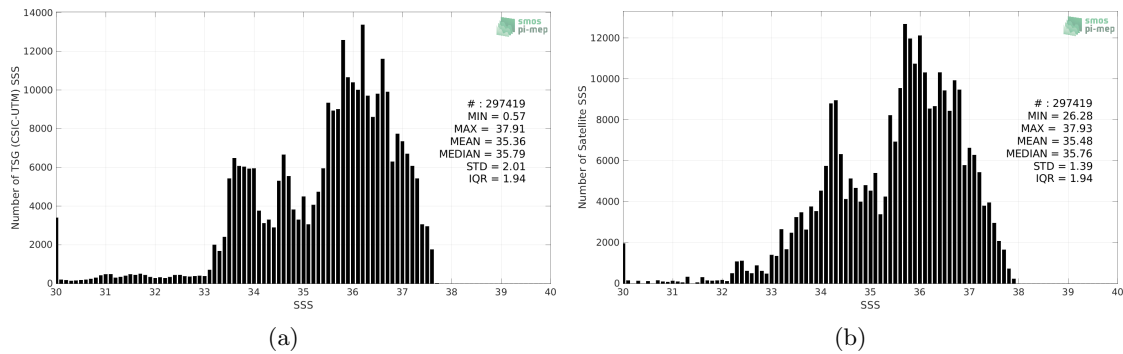 14000
12000
10000
8000
6000
4000
2000
0
Number of TSG (CSIC-UTM) SSS
30 31 32 33 34 35 36 37 38 39 40
SSS
smos
pi-mep
# : 297419
MIN = 0.57
MAX = 37.91
MEAN = 35.36
MEDIAN = 35.79
STD = 2.01
IQR = 1.94
(a)
12000
10000
8000
6000
4000
2000
0
Number of Satellite SSS
30 31 32 33 34 35 36 37 38 39 40
SSS
smos
pi-mep
# : 297419
MIN = 26.28
MAX = 37.93
MEAN = 35.48
MEDIAN = 35.76
STD = 1.39
IQR = 1.94
(b)